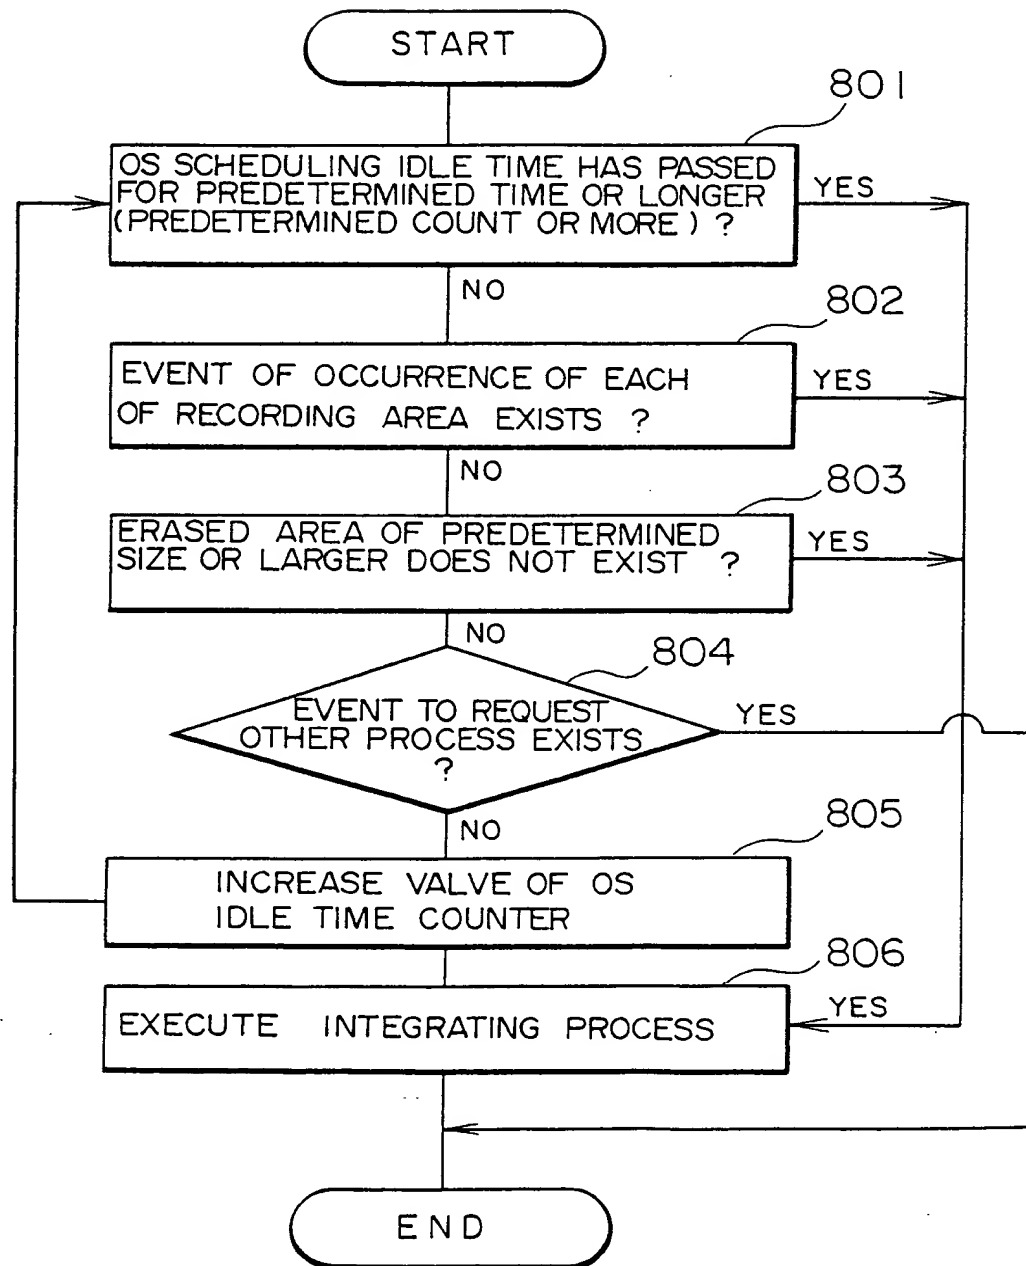 START
801
OS SCHEDULING IDLE TIME HAS PASSED
FOR PREDETERMINED TIME OR LONGER
(PREDETERMINED COUNT OR MORE) ?
YES
NO
802
EVENT OF OCCURRENCE OF EACH
OF RECORDING AREA EXISTS ?
YES
NO
803
ERASED AREA OF PREDETERMINED
SIZE OR LARGER DOES NOT EXIST ?
YES
NO
804
EVENT TO REQUEST
OTHER PROCESS EXISTS
?
YES
NO
805
INCREASE VALVE OF OS
IDLE TIME COUNTER
806
EXECUTE INTEGRATING PROCESS
YES
END